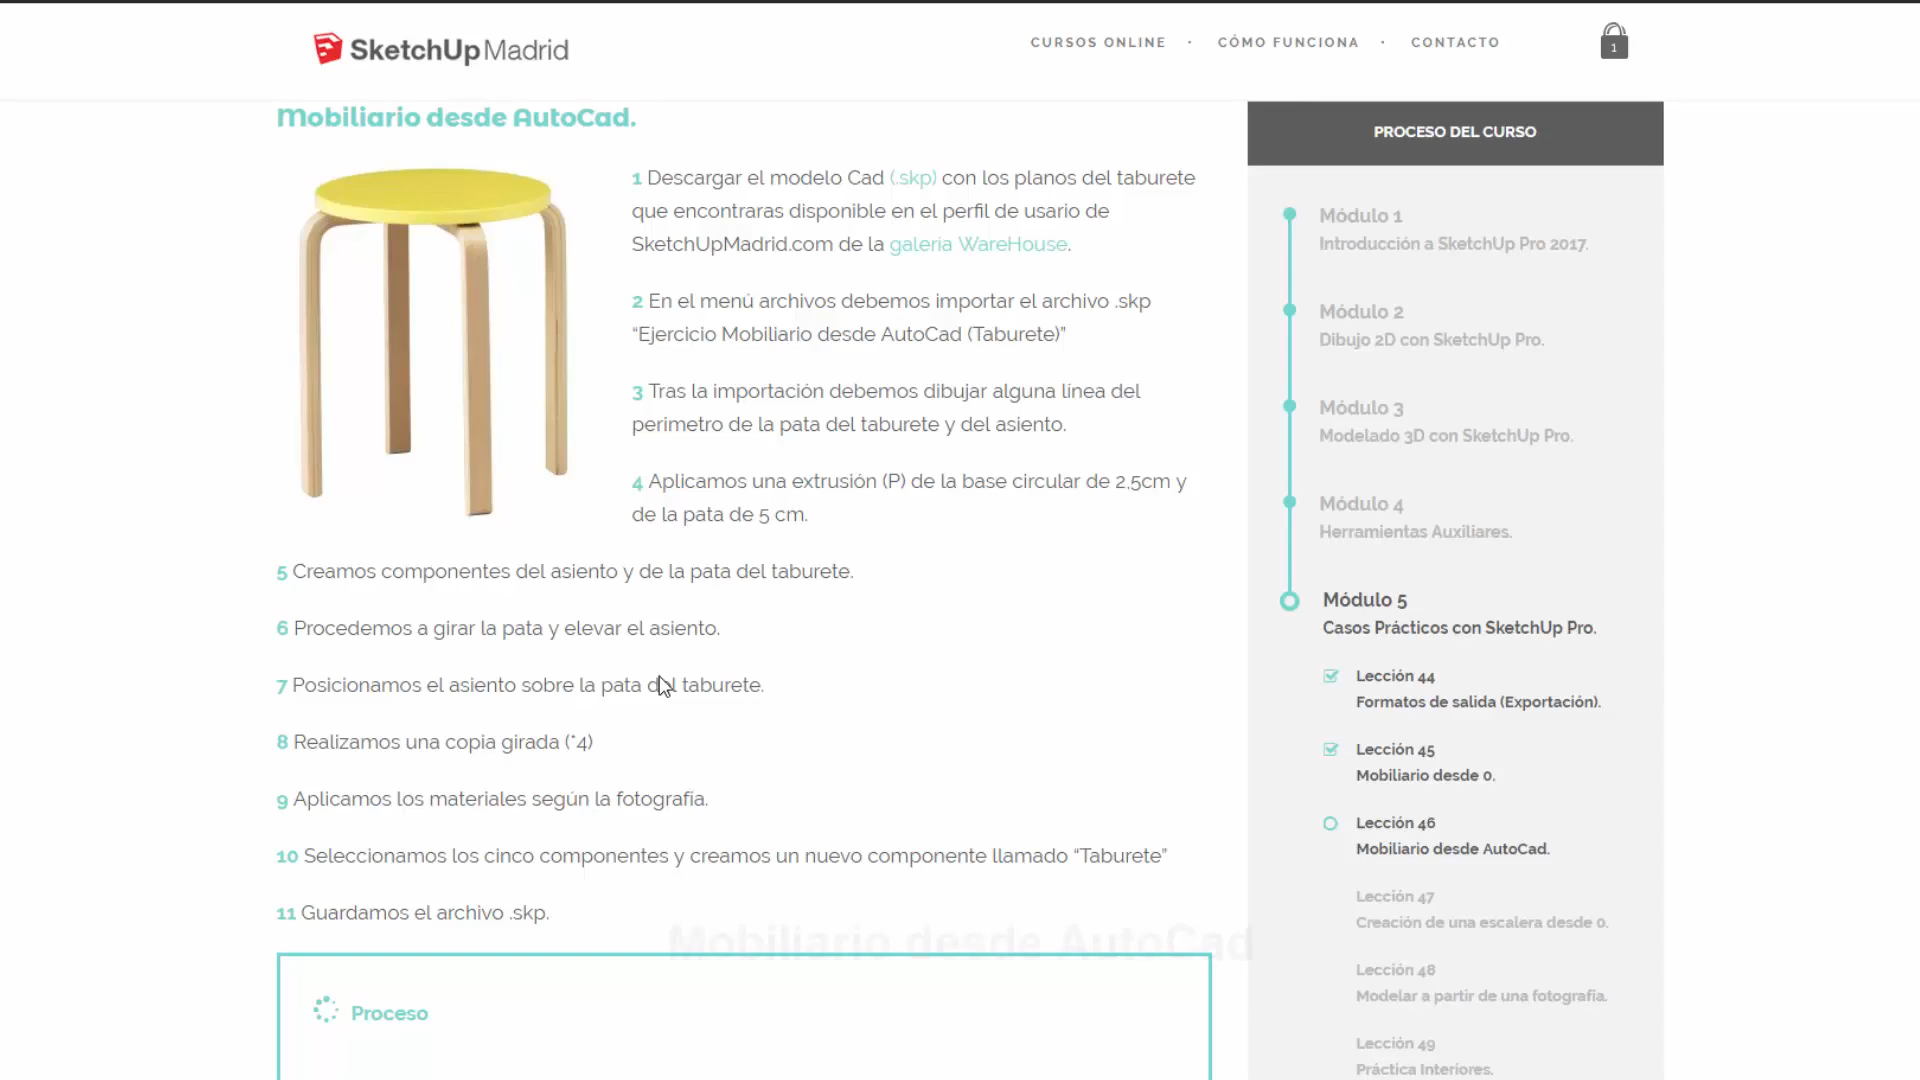 SketchUp Madrid
CURSOS ONLINE · CÓMO FUNCIONA · CONTACTO
1
Mobiliario desde AutoCad.
1 Descargar el modelo Cad (.skp) con los planos del taburete
que encontraras disponible en el perfil de usario de
SketchUpMadrid.com de la galeria WareHouse.
2 En el menú archivos debemos importar el archivo .skp
“Ejercicio Mobiliario desde AutoCad (Taburete)”
3 Tras la importación debemos dibujar alguna línea del
perimetro de la pata del taburete y del asiento.
4 Aplicamos una extrusión (P) de la base circular de 2,5cm y
de la pata de 5 cm.
5 Creamos componentes del asiento y de la pata del taburete.
6 Procedemos a girar la pata y elevar el asiento.
7 Posicionamos el asiento sobre la pata del taburete.
8 Realizamos una copia girada (*4)
9 Aplicamos los materiales según la fotografía.
10 Seleccionamos los cinco componentes y creamos un nuevo componente llamado “Taburete”
11 Guardamos el archivo .skp.
Mobiliario desde AutoCad
Proceso
PROCESO DEL CURSO
Módulo 1
Introducción a SketchUp Pro 2017.
Módulo 2
Dibujo 2D con SketchUp Pro.
Módulo 3
Modelado 3D con SketchUp Pro.
Módulo 4
Herramientas Auxiliares.
Módulo 5
Casos Prácticos con SketchUp Pro.
Lección 44
Formatos de salida (Exportación).
Lección 45
Mobiliario desde 0.
Lección 46
Mobiliario desde AutoCad.
Lección 47
Creación de una escalera desde 0.
Lección 48
Modelar a partir de una fotografía.
Lección 49
Práctica Interiores.